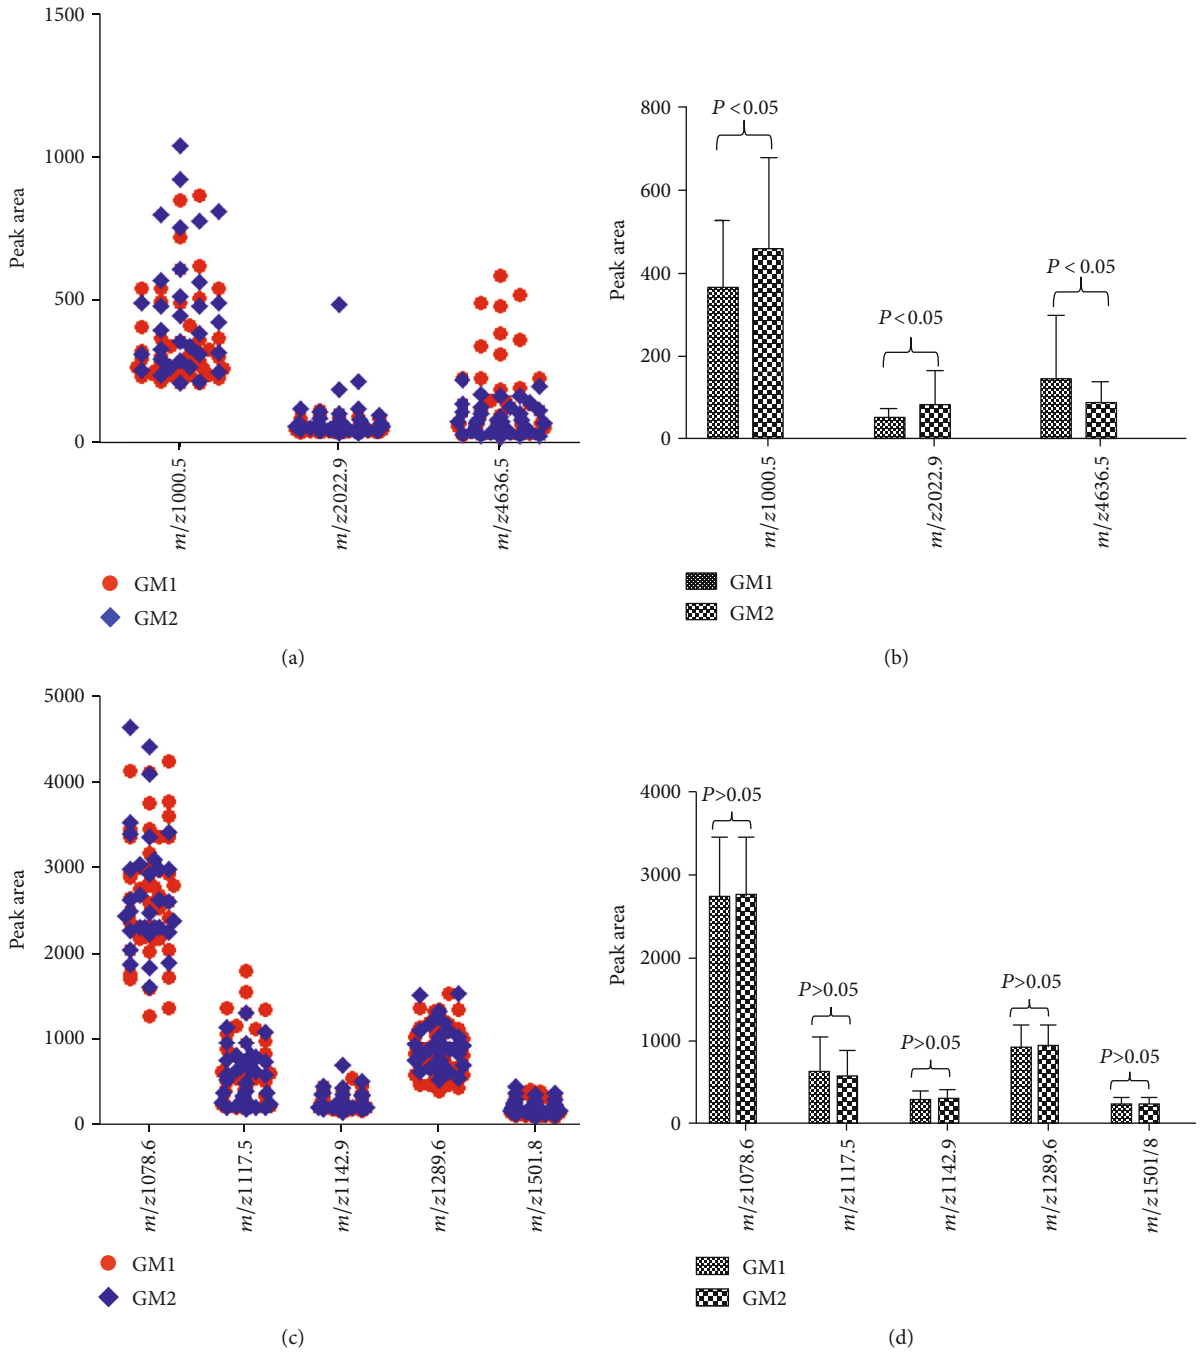 1500
1000
500
0
Peak area
m/z1000.5
m/z2022.9
m/z4636.5
GM1
GM2
(a)
800
600
400
200
0
Peak area
P < 0.05
P < 0.05
P < 0.05
m/z1000.5
m/z2022.9
m/z4636.5
GM1
GM2
(b)
5000
4000
3000
2000
1000
0
Peak area
m/z1078.6
m/z1117.5
m/z1142.9
m/z1289.6
m/z1501.8
GM1
GM2
(c)
4000
3000
2000
1000
0
Peak area
P>0.05
P>0.05
P>0.05
P>0.05
P>0.05
m/z1078.6
m/z1117.5
m/z1142.9
m/z1289.6
m/z1501/8
GM1
GM2
(d)